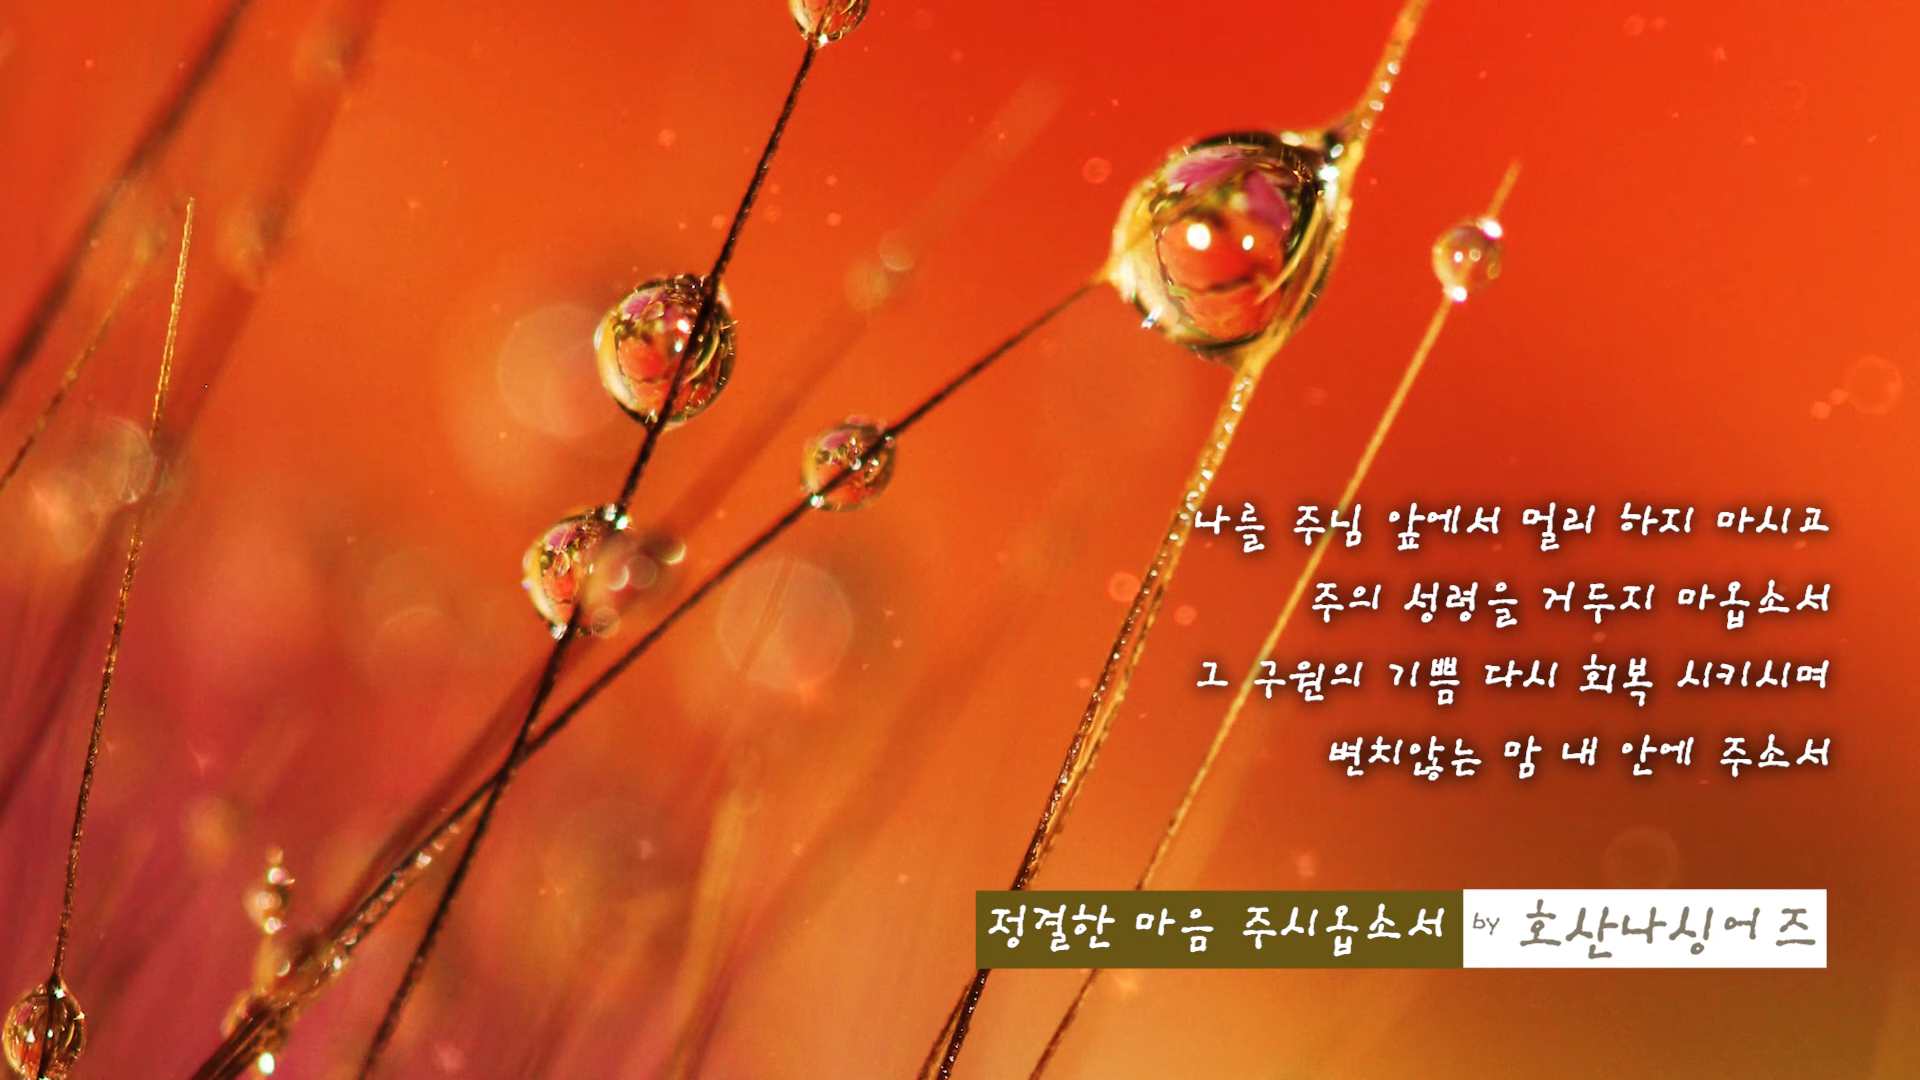 나를 주님 앞에서 멀리 하지 마시고
주의 성령을 거두지 마옵소서
그 구원의 기쁨 다시 회복 시키시며
변치않는 맘 내 안에 주소서
정결한 마음 주시옵소서 by 호산나싱어즈